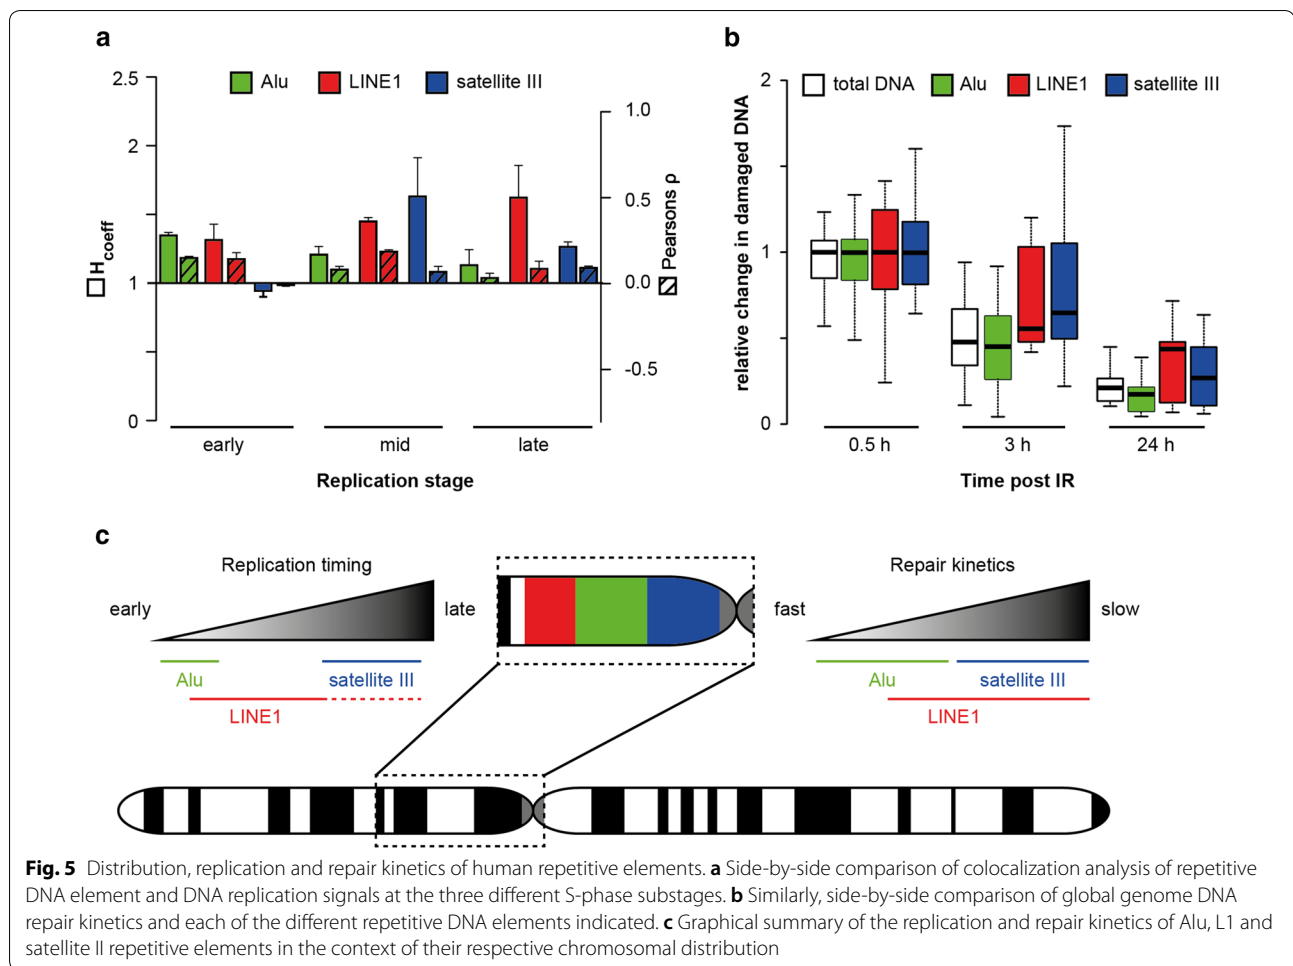 a
2.5
2
1
0
Hcoeff
Alu
LINE1
satellite III
1.0
0.5
0.0
-0.5
Pearsons ρ
early
mid
late
Replication stage
b
2
1
0
relative change in damaged DNA
total DNA
Alu
LINE1
satellite III
0.5 h
3 h
24 h
Time post IR
c
Replication timing
early
late
Alu
satellite III
LINE1
Repair kinetics
fast
slow
Alu
satellite III
LINE1
Fig. 5 Distribution, replication and repair kinetics of human repetitive elements. a Side-by-side comparison of colocalization analysis of repetitive
DNA element and DNA replication signals at the three different S-phase substages. b Similarly, side-by-side comparison of global genome DNA
repair kinetics and each of the different repetitive DNA elements indicated. c Graphical summary of the replication and repair kinetics of Alu, L1 and
satellite II repetitive elements in the context of their respective chromosomal distribution